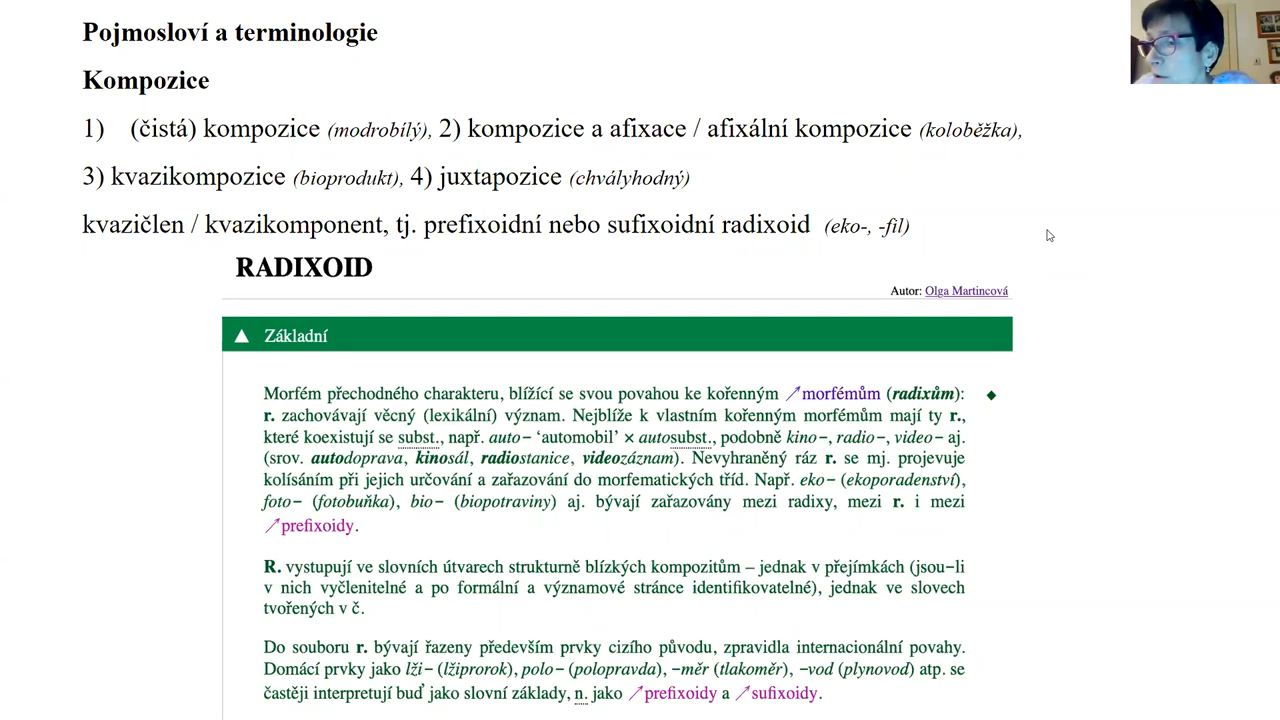 Pojmosloví a terminologie
Kompozice
1) (čistá) kompozice (modrobílý), 2) kompozice a afixace / afixální kompozice (koloběžka),
3) kvazikompozice (bioprodukt), 4) juxtapozice (chvályhodný)
kvazičlen / kvazikomponent, tj. prefixoidní nebo sufixoidní radixoid (eko-, -fil)
RADIXOID
Autor: Olga Martincová
▲ Základní
Morfém přechodného charakteru, blížící se svou povahou ke kořenným ↗morfémům (radixům): ◆
r. zachovávají věcný (lexikální) význam. Nejblíže k vlastním kořenným morfémům mají ty r.,
které koexistují se subst., např. auto– ‘automobil’ × autosubst., podobně kino–, radio–, video– aj.
(srov. autodoprava, kinosál, radiostanice, videozáznam). Nevyhraněný ráz r. se mj. projevuje
kolísáním při jejich určování a zařazování do morfematických tříd. Např. eko– (ekoporadenství),
foto– (fotobuňka), bio– (biopotraviny) aj. bývají zařazovány mezi radixy, mezi r. i mezi
↗prefixoidy.
R. vystupují ve slovních útvarech strukturně blízkých kompozitům – jednak v přejímkách (jsou–li
v nich vyčlenitelné a po formální a významové stránce identifikovatelné), jednak ve slovech
tvořených v č.
Do souboru r. bývají řazeny především prvky cizího původu, zpravidla internacionální povahy.
Domácí prvky jako lži– (lžiprorok), polo– (polopravda), –měr (tlakoměr), –vod (plynovod) atp. se
častěji interpretují buď jako slovní základy, n. jako ↗prefixoidy a ↗sufixoidy.